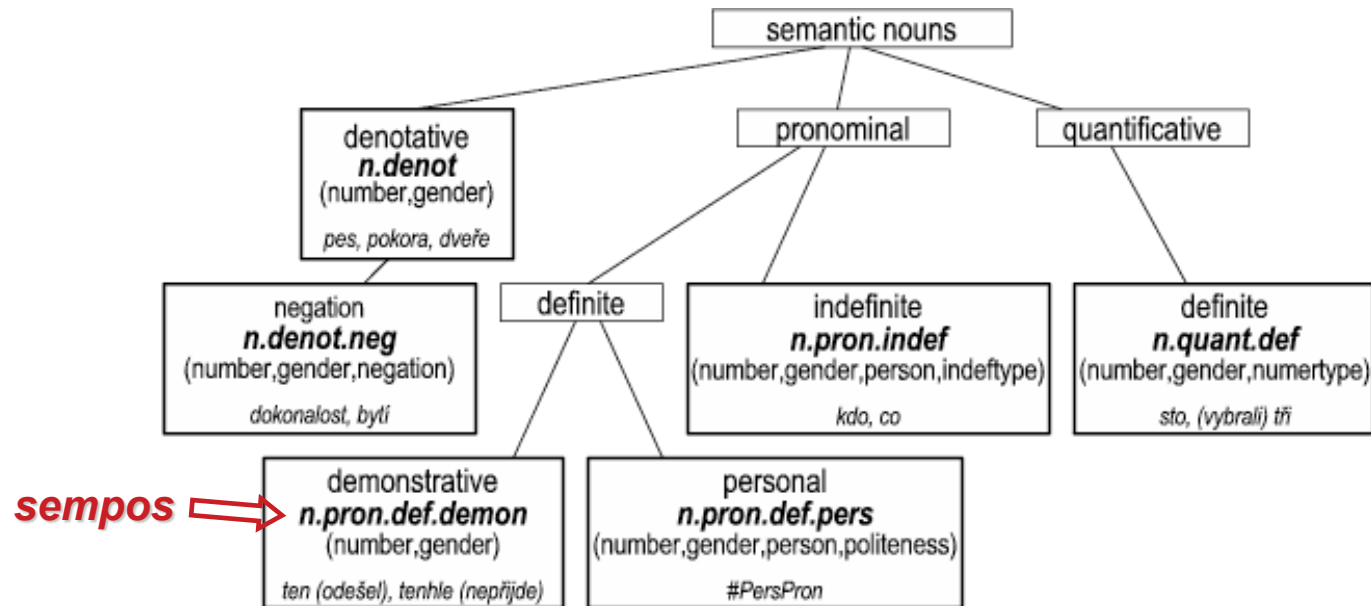 semantic nouns
denotative
n.denot
(number,gender)
pes, pokora, dveře
pronominal
quantificative
negation
n.denot.neg
(number,gender,negation)
dokonalost, bytí
definite
indefinite
n.pron.indef
(number,gender,person,indeftype)
kdo, co
definite
n.quant.def
(number,gender,numertype)
sto, (vybrali) tři
sempos
demonstrative
n.pron.def.demon
(number,gender)
ten (odešel), tenhle (nepřijde)
personal
n.pron.def.pers
(number,gender,person,politeness)
#PersPron